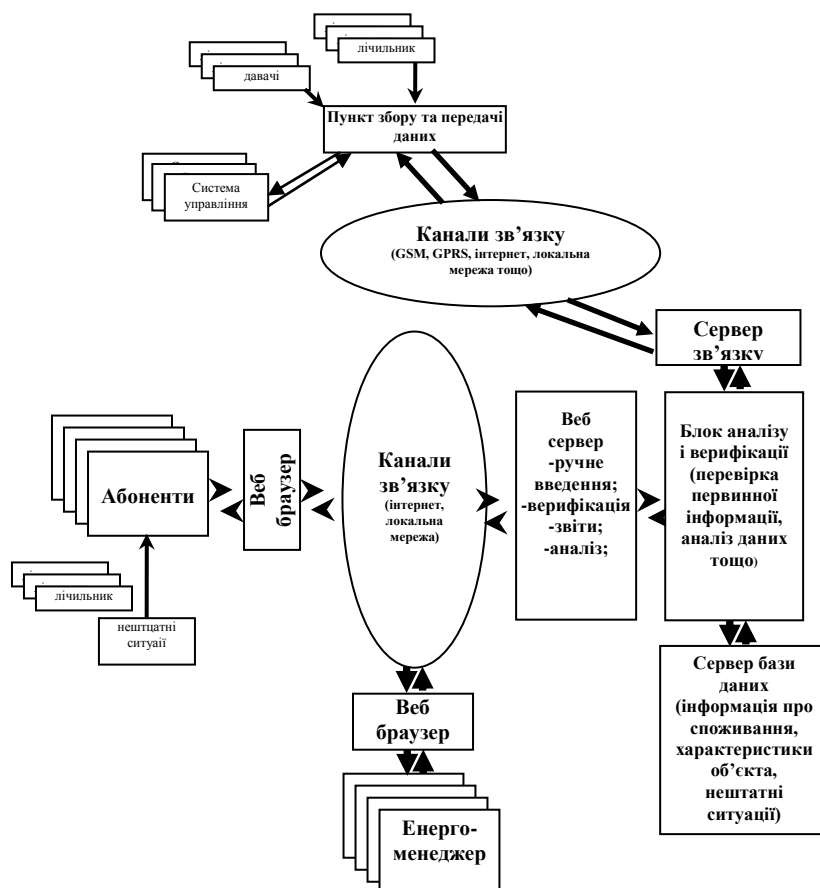 лічильник
давачі
Пункт збору та передачі
даних
Система
управління
Канали зв’язку
(GSM, GPRS, інтернет, локальна
мережа тощо)
Сервер
зв’язку
Абоненти
Веб
браузер
Канали
зв’язку
(інтернет,
локальна
мережа)
Веб
сервер
-ручне
введення;
-верифікація
-звіти;
-аналіз;
Блок аналізу
і верифікації
(перевірка
первинної
інформації,
аналіз даних
тощо)
лічильник
нештцатні
ситуаії
Веб
браузер
Енерго-
менеджер
Сервер бази
даних
(інформація про
споживання,
характеристики
об’єкта,
нештатні
ситуації)